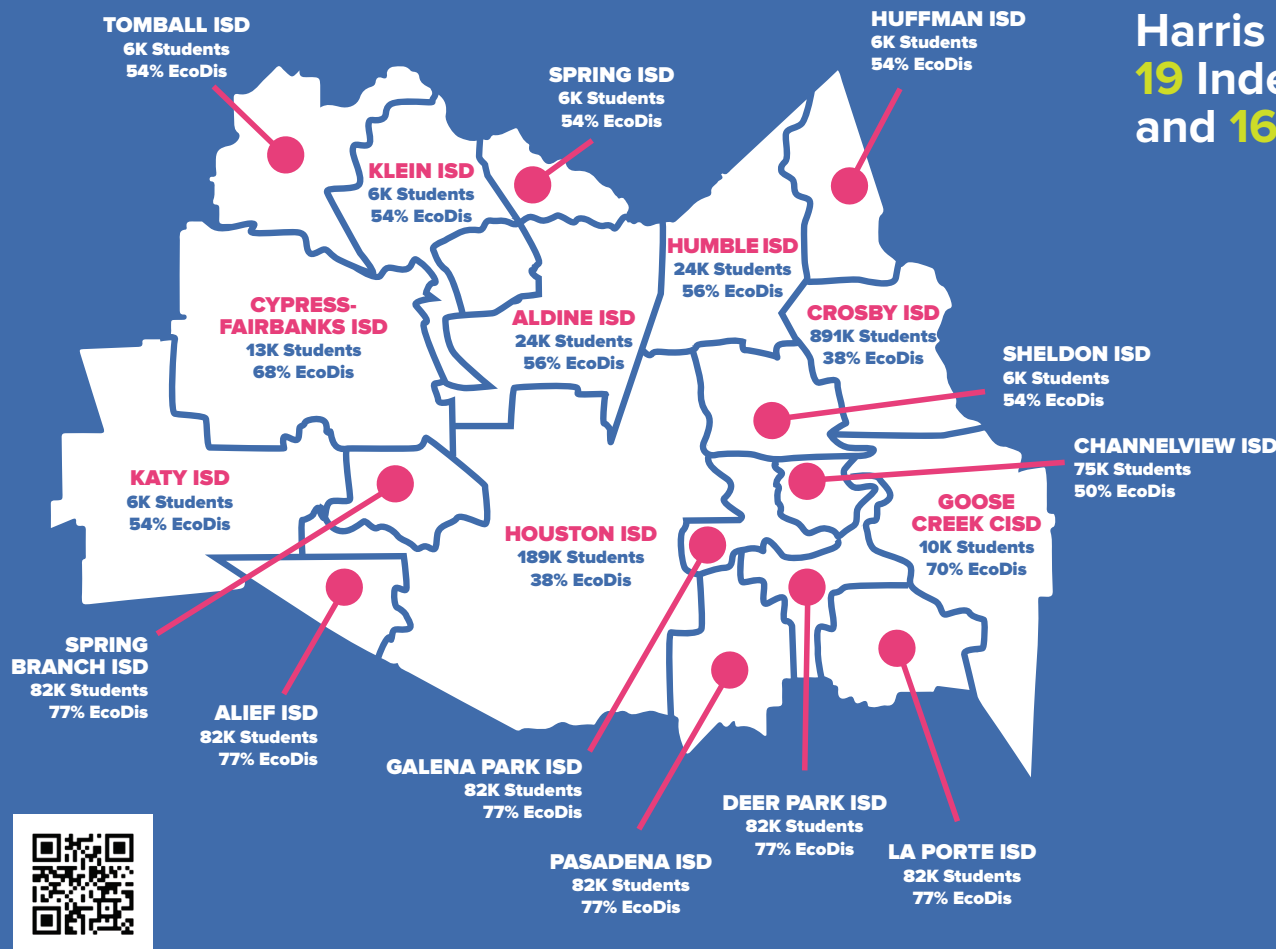 TOMBALL ISD
6K Students
54% EcoDis
HUFFMAN ISD
6K Students
54% EcoDis
Harris
19 Inde
and 16
SPRING ISD
6K Students
54% EcoDis
KLEIN ISD
6K Students
54% EcoDis
HUMBLE ISD
24K Students
56% EcoDis
CYPRESS-
FAIRBANKS ISD
13K Students
68% EcoDis
ALDINE ISD
24K Students
56% EcoDis
CROSBY ISD
891K Students
38% EcoDis
SHELDON ISD
6K Students
54% EcoDis
CHANNELVIEW ISD
75K Students
50% EcoDis
KATY ISD
6K Students
54% EcoDis
HOUSTON ISD
189K Students
38% EcoDis
GOOSE
CREEK CISD
10K Students
70% EcoDis
SPRING
BRANCH ISD
82K Students
77% EcoDis
ALIEF ISD
82K Students
77% EcoDis
GALENA PARK ISD
82K Students
77% EcoDis
DEER PARK ISD
82K Students
77% EcoDis
PASADENA ISD
82K Students
77% EcoDis
LA PORTE ISD
82K Students
77% EcoDis